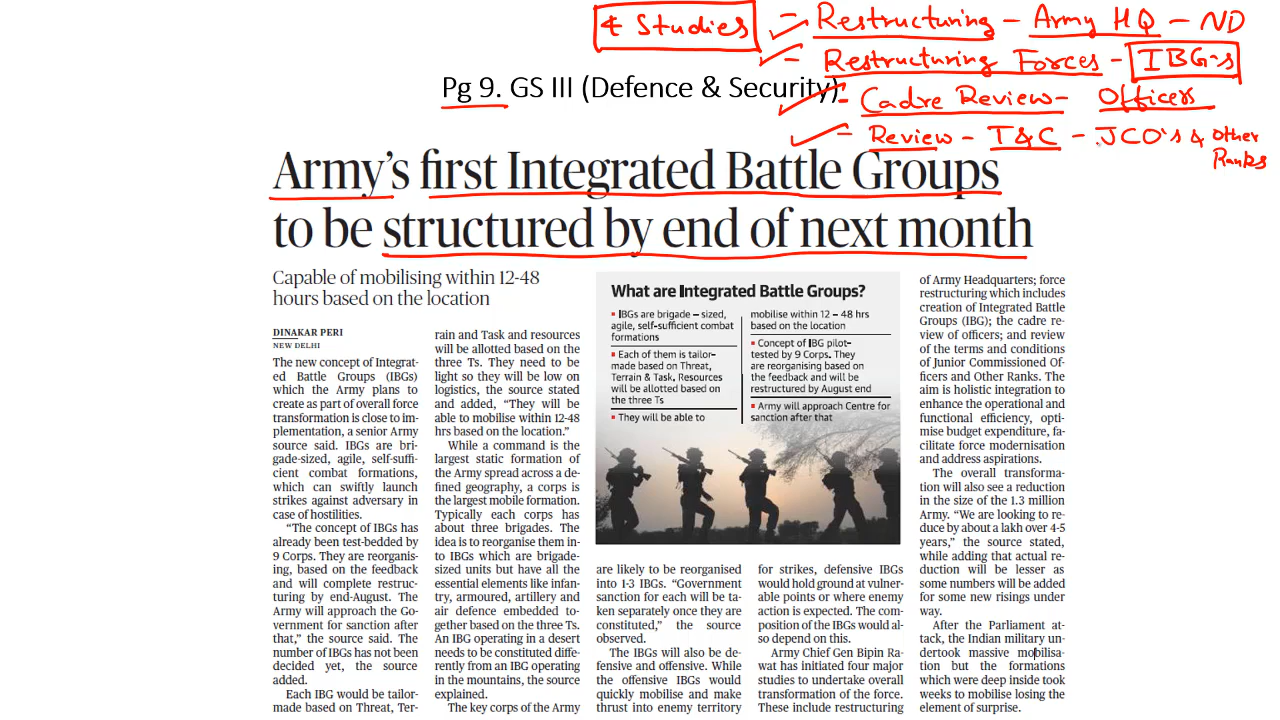 4 Studies
- Restructuring - Army HQ - ND
- Restructuring Forces - IBG's
- Cadre Review - Officers
- Review - T&C - JCO's & Other Ranks
Pg 9. GS III (Defence & Security)
Army's first Integrated Battle Groups
to be structured by end of next month
Capable of mobilising within 12-48
hours based on the location
DINAKAR PERI
NEW DELHI
The new concept of Integrat-
ed Battle Groups (IBGs)
which the Army plans to
create as part of overall force
transformation is close to im-
plementation, a senior Army
source said. IBGs are bri-
gade-sized, agile, self-suffi-
cient combat formations,
which can swiftly launch
strikes against adversary in
case of hostilities.
"The concept of IBGs has
already been test-bedded by
9 Corps. They are reorganis-
ing, based on the feedback
and will complete restruc-
turing by end-August. The
Army will approach the Go-
vernment for sanction after
that," the source said. The
number of IBGs has not been
decided yet, the source
added.
Each IBG would be tailor-
made based on Threat, Ter-
rain and Task and resources
will be allotted based on the
three Ts. They need to be
light so they will be low on
logistics, the source stated
and added, "They will be
able to mobilise within 12-48
hrs based on the location."
While a command is the
largest static formation of
the Army spread across a de-
fined geography, a corps is
the largest mobile formation.
Typically each corps has
about three brigades. The
idea is to reorganise them in-
to IBGs which are brigade-
sized units but have all the
essential elements like infan-
try, armoured, artillery and
air defence embedded to-
gether based on the three Ts.
An IBG operating in a desert
needs to be constituted diffe-
rently from an IBG operating
in the mountains, the source
explained.
The key corps of the Army
What are Integrated Battle Groups?
IBGs are brigade – sized,
agile, self-sufficient combat
formations
Each of them is tailor-
made based on Threat,
Terrain & Task, Resources
will be allotted based on
the three Ts
They will be able to
mobilise within 12 – 48 hrs
based on the location
Concept of IBG pilot-
tested by 9 Corps. They
are reorganising based on
the feedback and will be
restructured by August end
Army will approach Centre for
sanction after that
are likely to be reorganised
into 1-3 IBGs. "Government
sanction for each will be ta-
ken separately once they are
constituted," the source
observed.
The IBGs will also be de-
fensive and offensive. While
the offensive IBGs would
quickly mobilise and make
thrust into enemy territory
for strikes, defensive IBGs
would hold ground at vulner-
able points or where enemy
action is expected. The com-
position of the IBGs would al-
so depend on this.
Army Chief Gen Bipin Ra-
wat has initiated four major
studies to undertake overall
transformation of the force.
These include restructuring
of Army Headquarters; force
restructuring which includes
creation of Integrated Battle
Groups (IBG); the cadre re-
view of officers; and review
of the terms and conditions
of Junior Commissioned Of-
ficers and Other Ranks. The
aim is holistic integration to
enhance the operational and
functional efficiency, opti-
mise budget expenditure, fa-
cilitate force modernisation
and address aspirations.
The overall transforma-
tion will also see a reduction
in the size of the 1.3 million
Army. "We are looking to re-
duce by about a lakh over 4-5
years," the source stated,
while adding that actual re-
duction will be lesser as
some numbers will be added
for some new risings under
way.
After the Parliament at-
tack, the Indian military un-
dertook massive mobilisa-
tion but the formations
which were deep inside took
weeks to mobilise losing the
element of surprise.